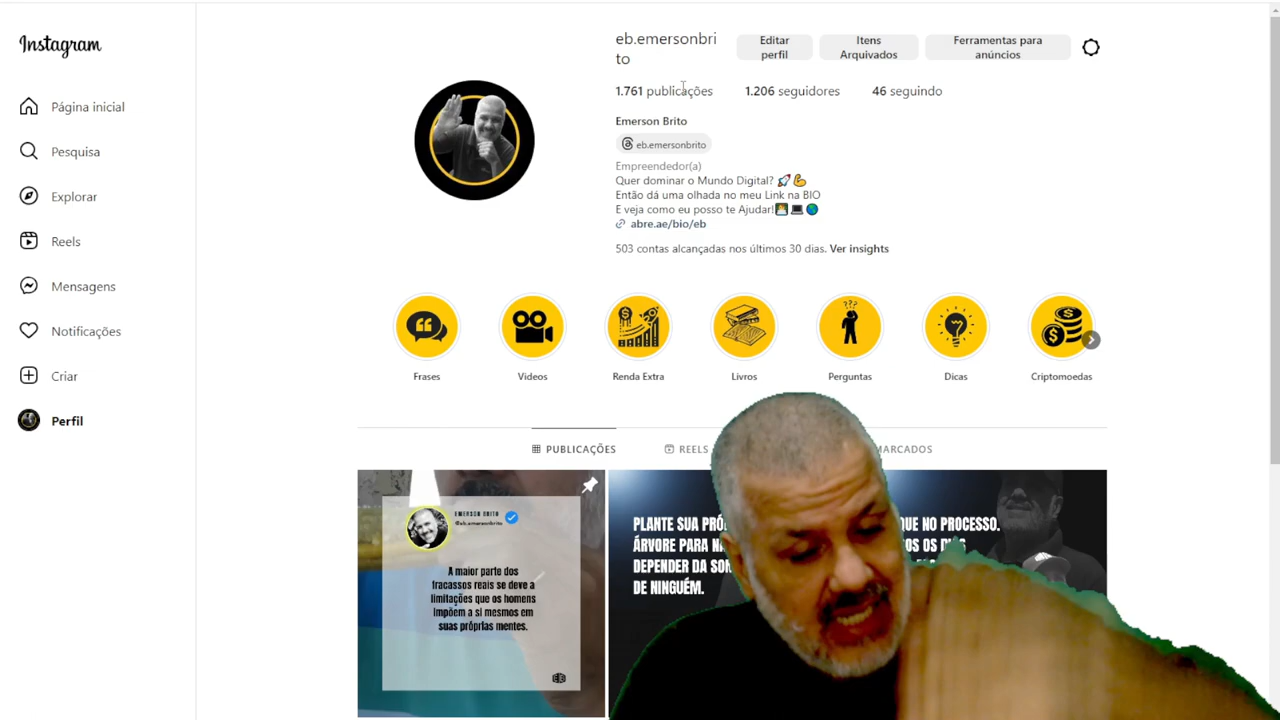 Instagram
Página inicial
Pesquisa
Explorar
Reels
Mensagens
Notificações
Criar
Perfil
eb.emersonbri
to
Editar
perfil
Itens
Arquivados
Ferramentas para
anúncios
1.761 publicações
1.206 seguidores
46 seguindo
Emerson Brito
eb.emersonbrito
Empreendedor(a)
Quer dominar o Mundo Digital? 🚀💪
Então dá uma olhada no meu Link na BIO
E veja como eu posso te Ajudar!👨‍💻💻🌎
abre.ae/bio/eb
503 contas alcançadas nos últimos 30 dias. Ver insights
Frases
Videos
Renda Extra
Livros
Perguntas
Dicas
Criptomoedas
PUBLICAÇÕES
REELS
MARCADOS
EMERSON BRITO
@eb.emersonbrito
A maior parte dos
fracassos reais se deve a
limitações que os homens
impõem a si mesmos em
suas próprias mentes.
PLANTE SUA
ÁRVORE PARA
DEPENDER DA
DE NINGUÉM.
QUE NO PROCESSO.
OS DI